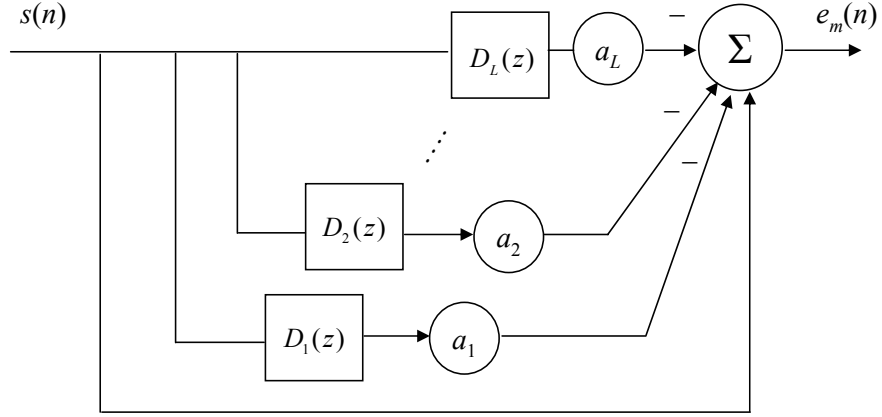 s(n)
e_m(n)
D_L(z)
a_L
−
Σ
−
−
D_2(z)
a_2
D_1(z)
a_1